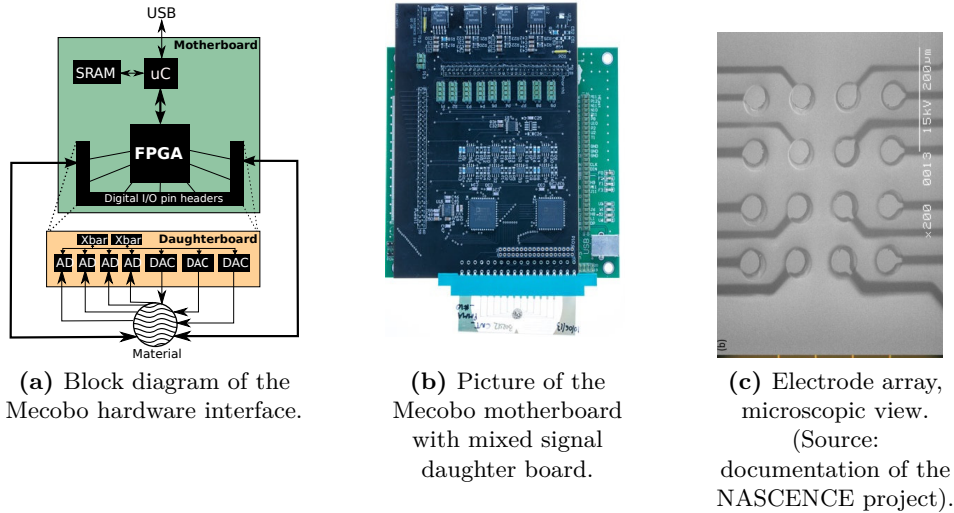 USB
Motherboard
SRAM
uC
FPGA
Digital I/O pin headers
Xbar
Xbar
Daughterboard
AD
AD
AD
AD
DAC
DAC
DAC
Material
(a) Block diagram of the
Mecobo hardware interface.
USB
(b) Picture of the
Mecobo motherboard
with mixed signal
daughter board.
×200 0013 15kV 200µm
(b)
(c) Electrode array,
microscopic view.
(Source:
documentation of the
NASCENCE project).